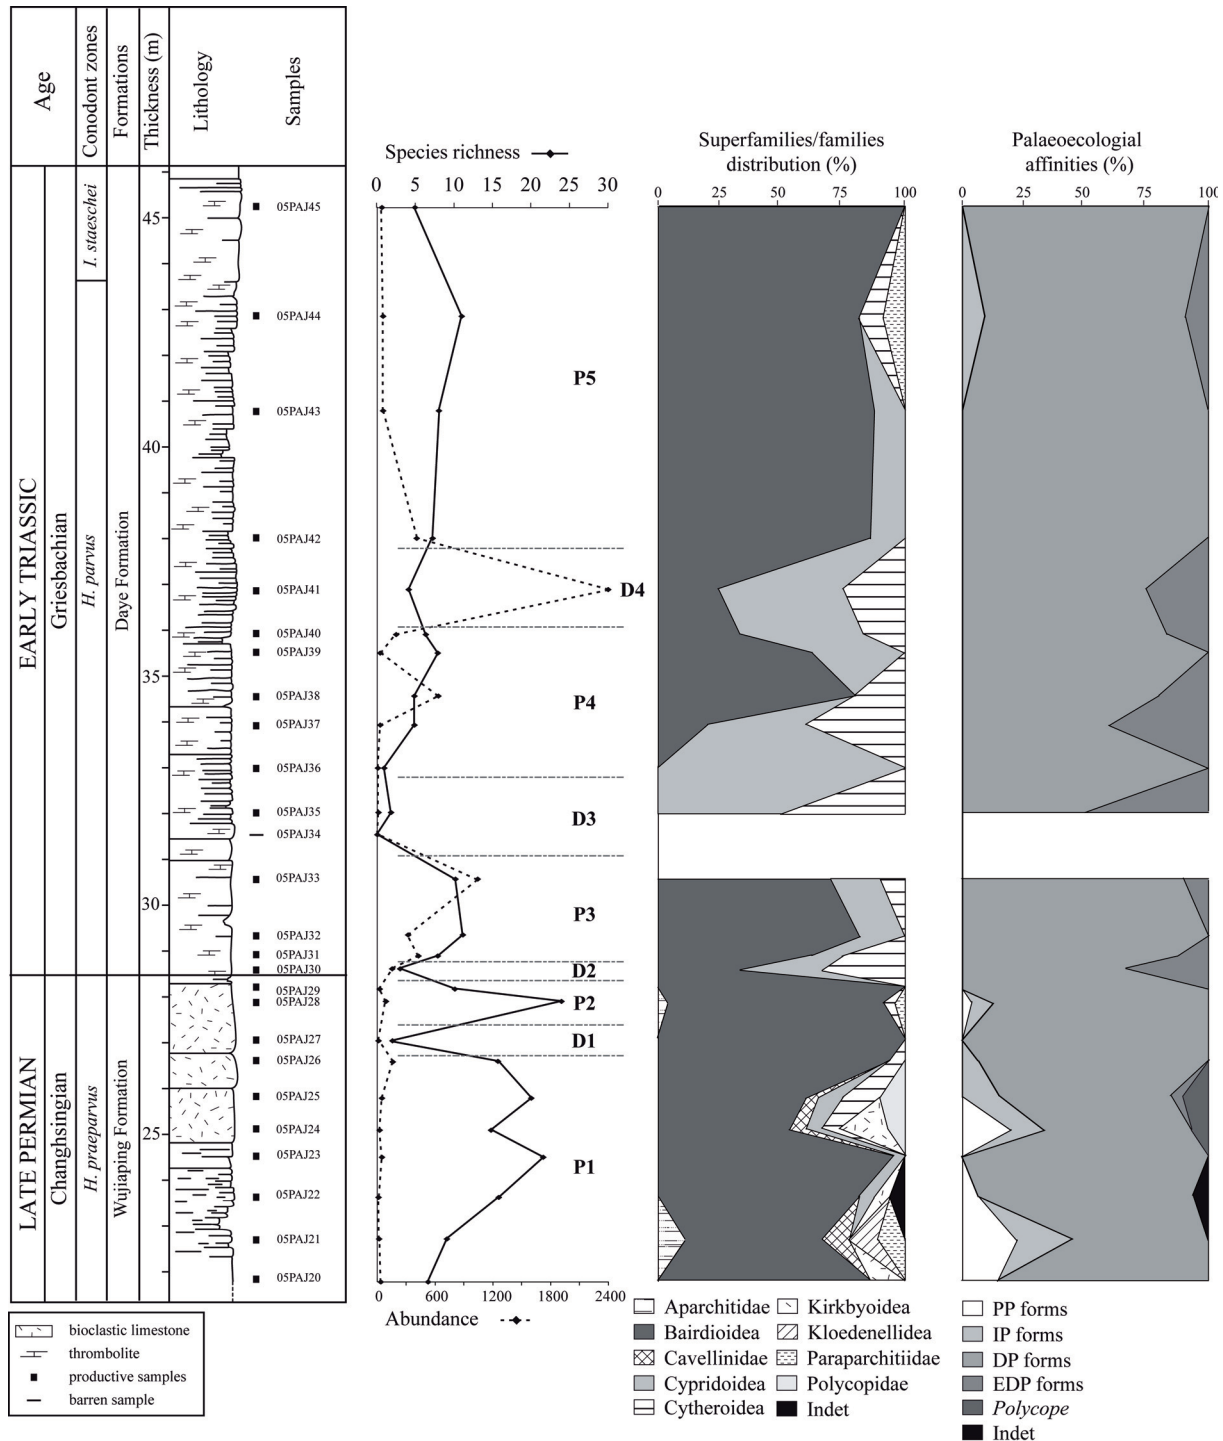 Age
Conodont zones
Formations
Thickness (m)
Lithology
Samples
EARLY TRIASSIC
Griesbachian
I. staeschei
H. parvus
Daye Formation
LATE PERMIAN
Changhsingian
H. praeparvus
Wujiaping Formation
45
40
35
30
25
05PAJ45
05PAJ44
05PAJ43
05PAJ42
05PAJ41
05PAJ40
05PAJ39
05PAJ38
05PAJ37
05PAJ36
05PAJ35
05PAJ34
05PAJ33
05PAJ32
05PAJ31
05PAJ30
05PAJ29
05PAJ28
05PAJ27
05PAJ26
05PAJ25
05PAJ24
05PAJ23
05PAJ22
05PAJ21
05PAJ20
bioclastic limestone
thrombolite
productive samples
barren sample
Species richness
0 5 10 15 20 25 30
P5
D4
P4
D3
P3
D2
P2
D1
P1
0 600 1200 1800 2400
Abundance
Superfamilies/families
distribution (%)
0 25 50 75 100
Aparchitidae
Bairdioidea
Cavellinidae
Cypridoidea
Cytheroidea
Kirkbyoidea
Kloedenellidea
Paraparchitiidae
Polycopidae
Indet
Palaeoecologial
affinities (%)
0 25 50 75 100
PP forms
IP forms
DP forms
EDP forms
Polycope
Indet